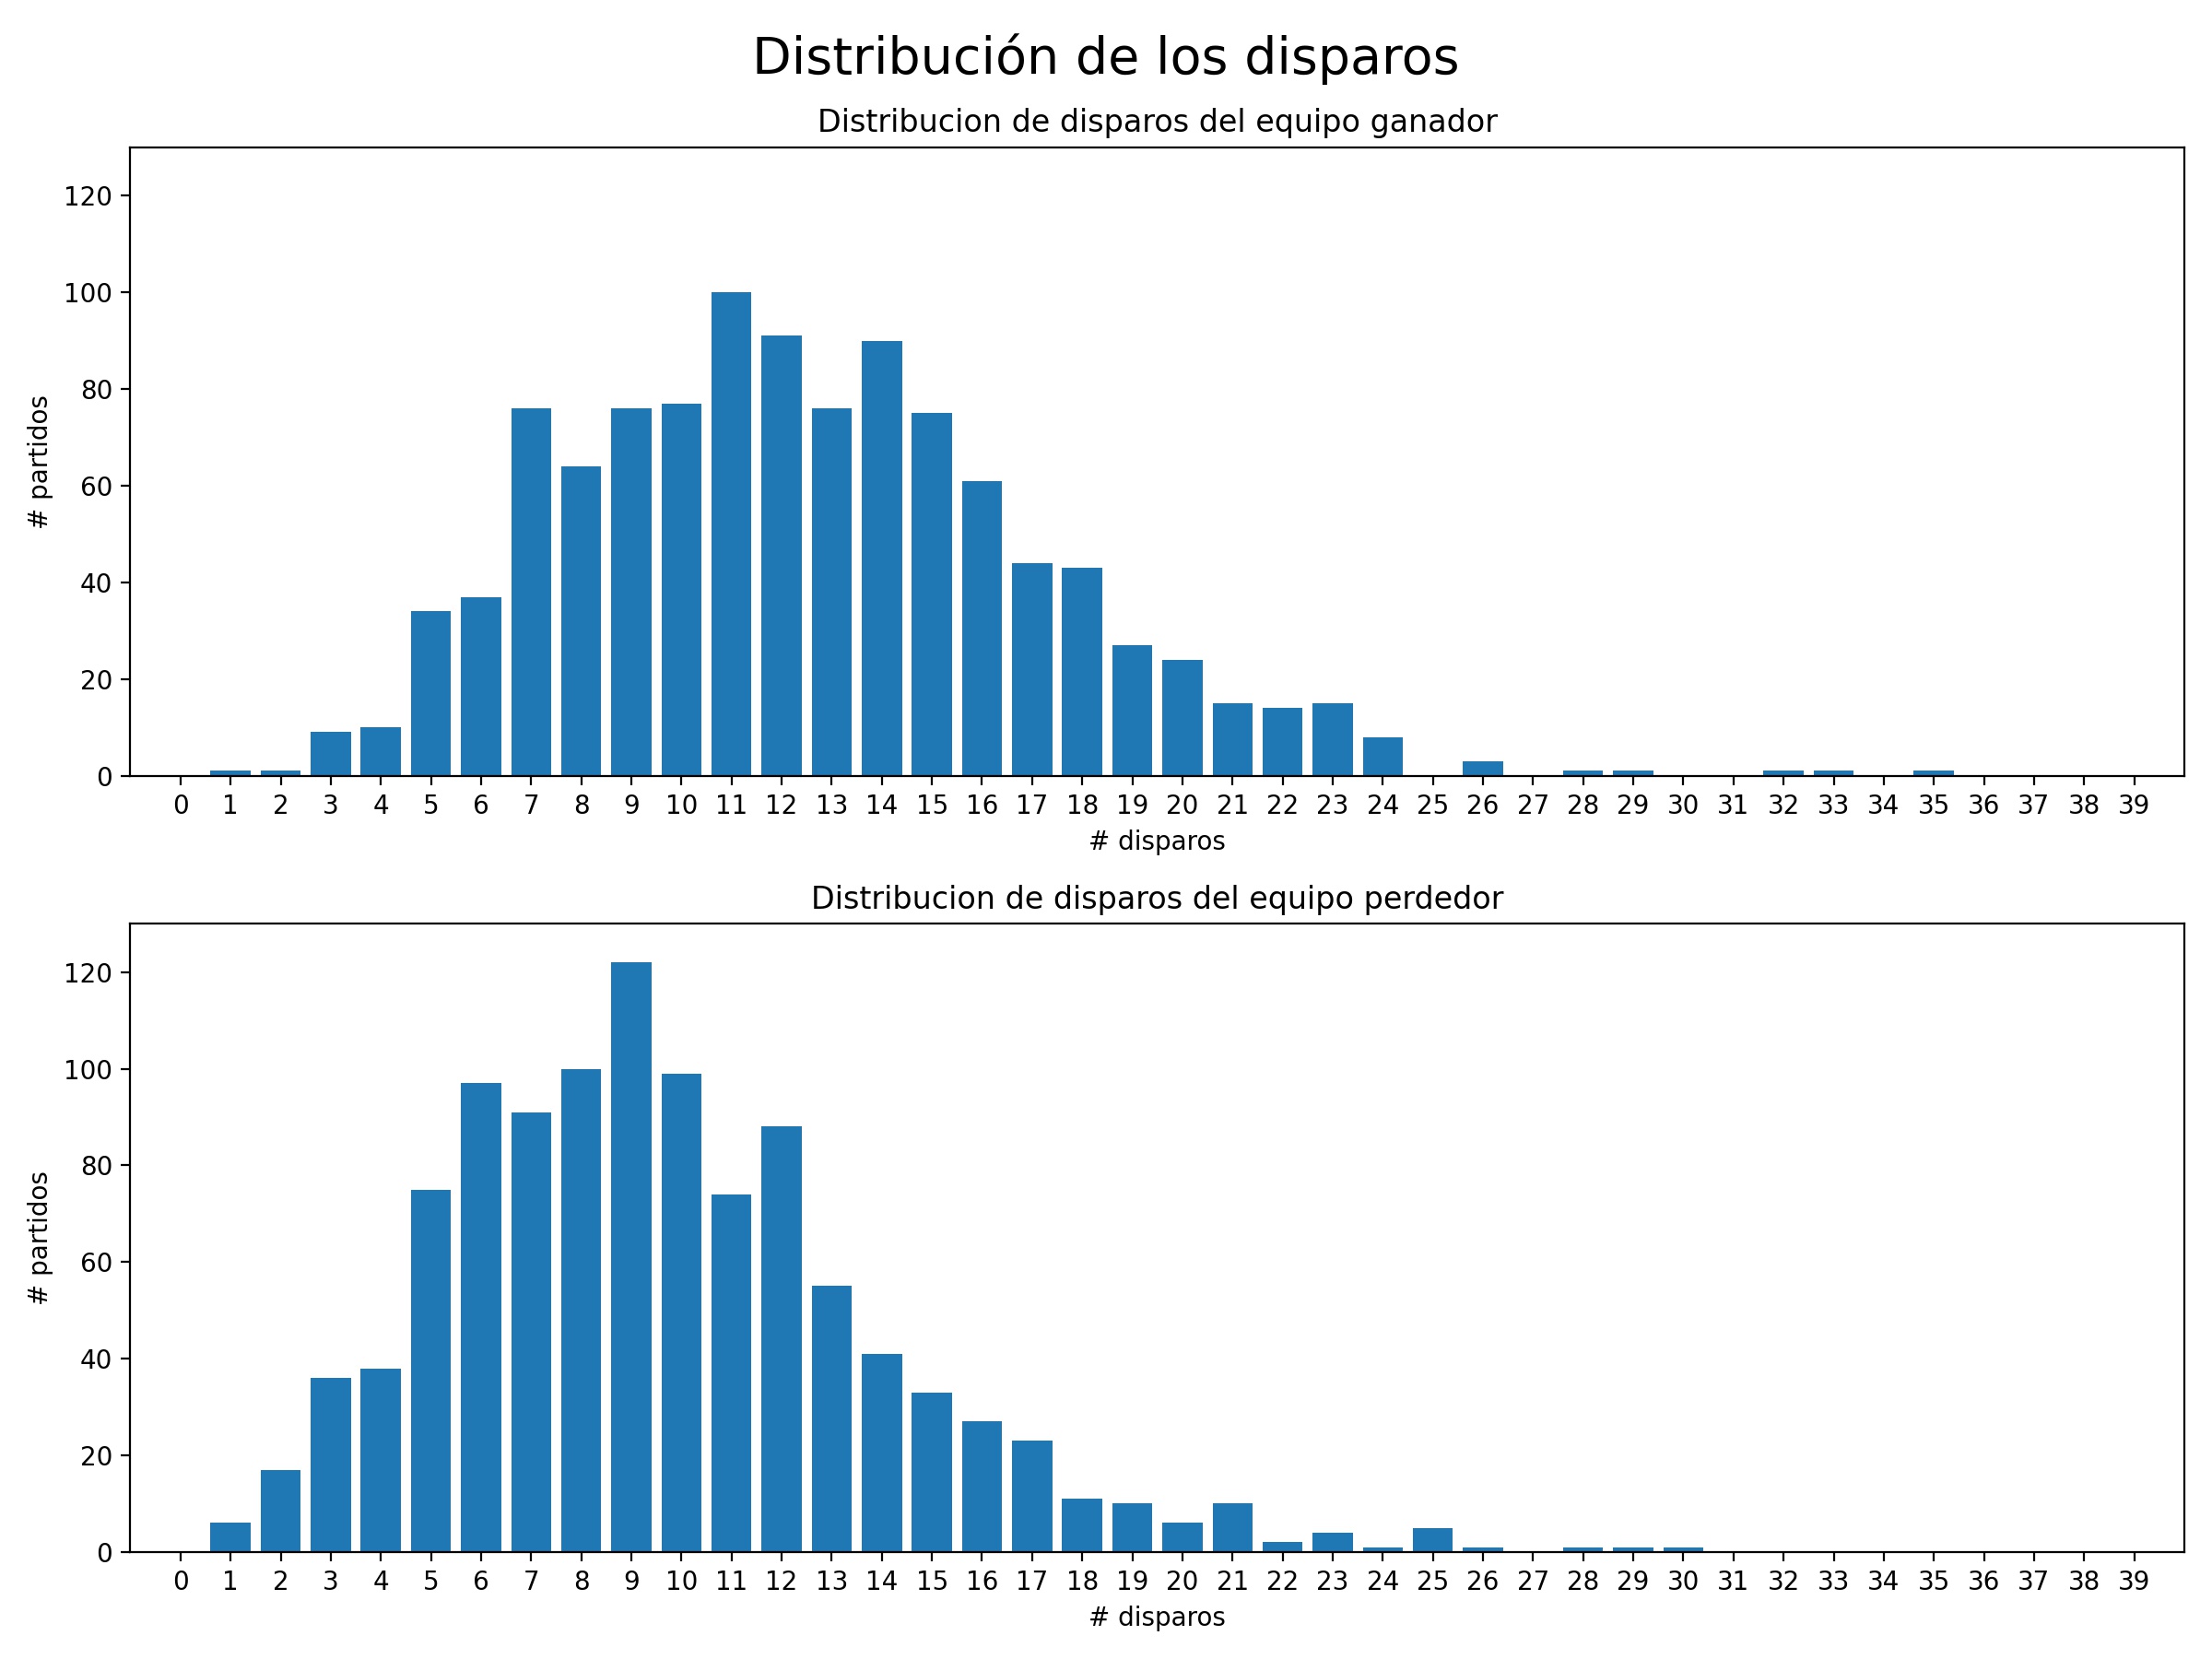 Distribución de los disparos
Distribucion de disparos del equipo ganador
120
100
80
60
40
20
0
# partidos
0 1 2 3 4 5 6 7 8 9 10 11 12 13 14 15 16 17 18 19 20 21 22 23 24 25 26 27 28 29 30 31 32 33 34 35 36 37 38 39
# disparos
Distribucion de disparos del equipo perdedor
120
100
80
60
40
20
0
# partidos
0 1 2 3 4 5 6 7 8 9 10 11 12 13 14 15 16 17 18 19 20 21 22 23 24 25 26 27 28 29 30 31 32 33 34 35 36 37 38 39
# disparos